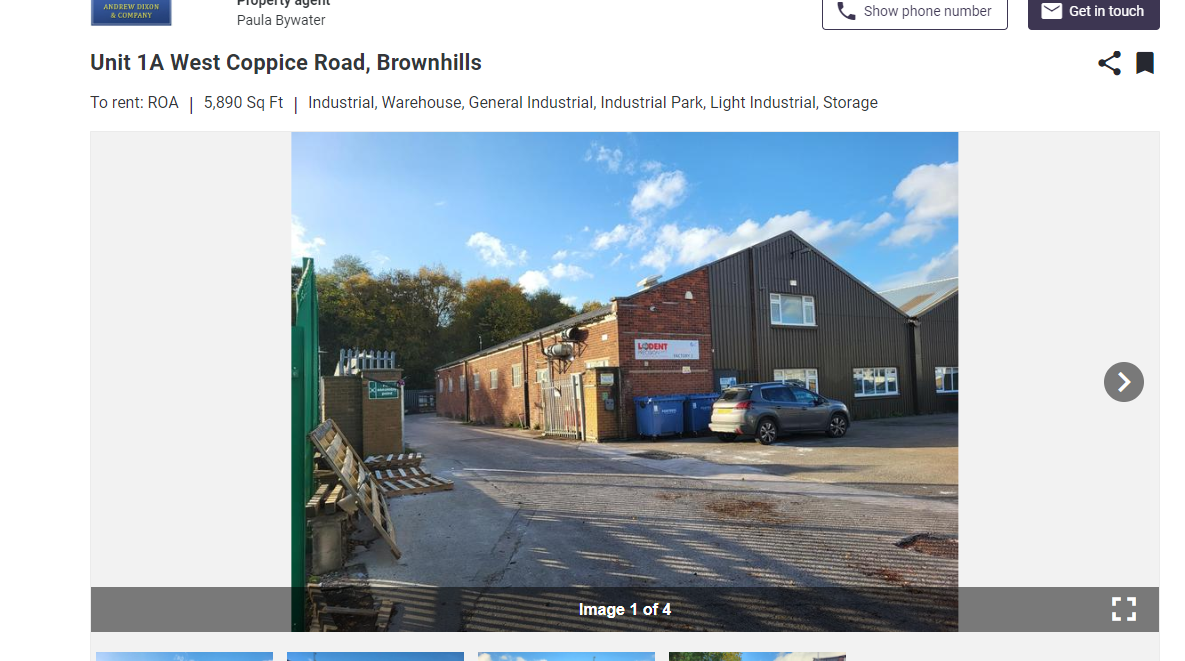 ANDREW DIXON
& COMPANY
Property agent
Paula Bywater
Show phone number
Get in touch
Unit 1A West Coppice Road, Brownhills
To rent: ROA | 5,890 Sq Ft | Industrial, Warehouse, General Industrial, Industrial Park, Light Industrial, Storage
LODENT
Image 1 of 4